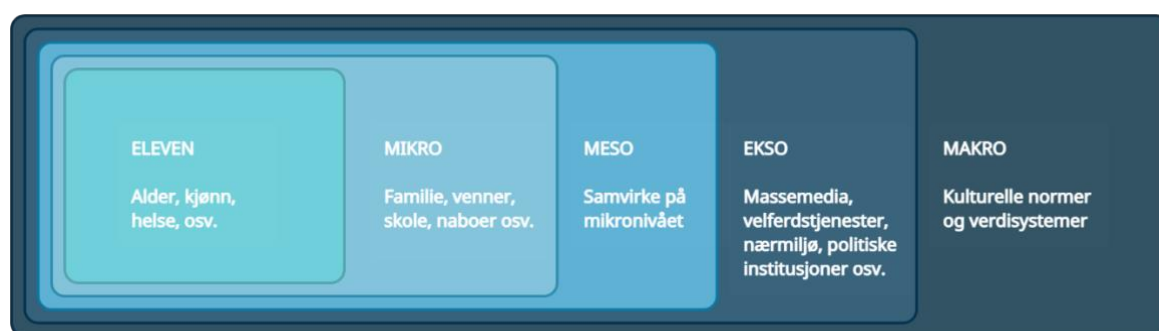 ELEVEN
Alder, kjønn,
helse, osv.
MIKRO
Familie, venner,
skole, naboer osv.
MESO
Samvirke på
mikronivået
EKSO
Massemedia,
velferdstjenester,
nærmiljø, politiske
institusjoner osv.
MAKRO
Kulturelle normer
og verdisystemer